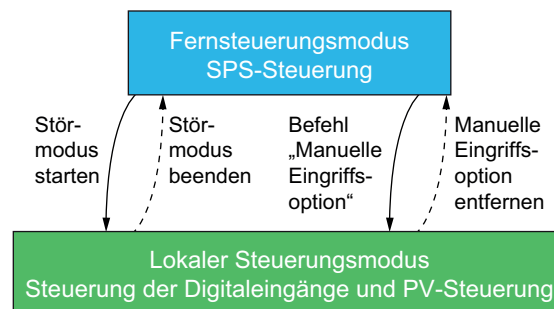 Fernsteuerungsmodus
SPS-Steuerung
Stör-
modus
starten
Stör-
modus
beenden
Befehl
„Manuelle
Eingriffs-
option“
Manuelle
Eingriffs-
option
entfernen
Lokaler Steuerungsmodus
Steuerung der Digitaleingänge und PV-Steuerung